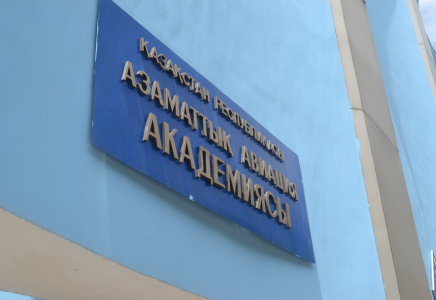 ҚАЗАҚСТАН РЕСПУБЛИКАСЫ
АЗАМАТТЫҚ АВИАЦИЯ
АКАДЕМИЯСЫ